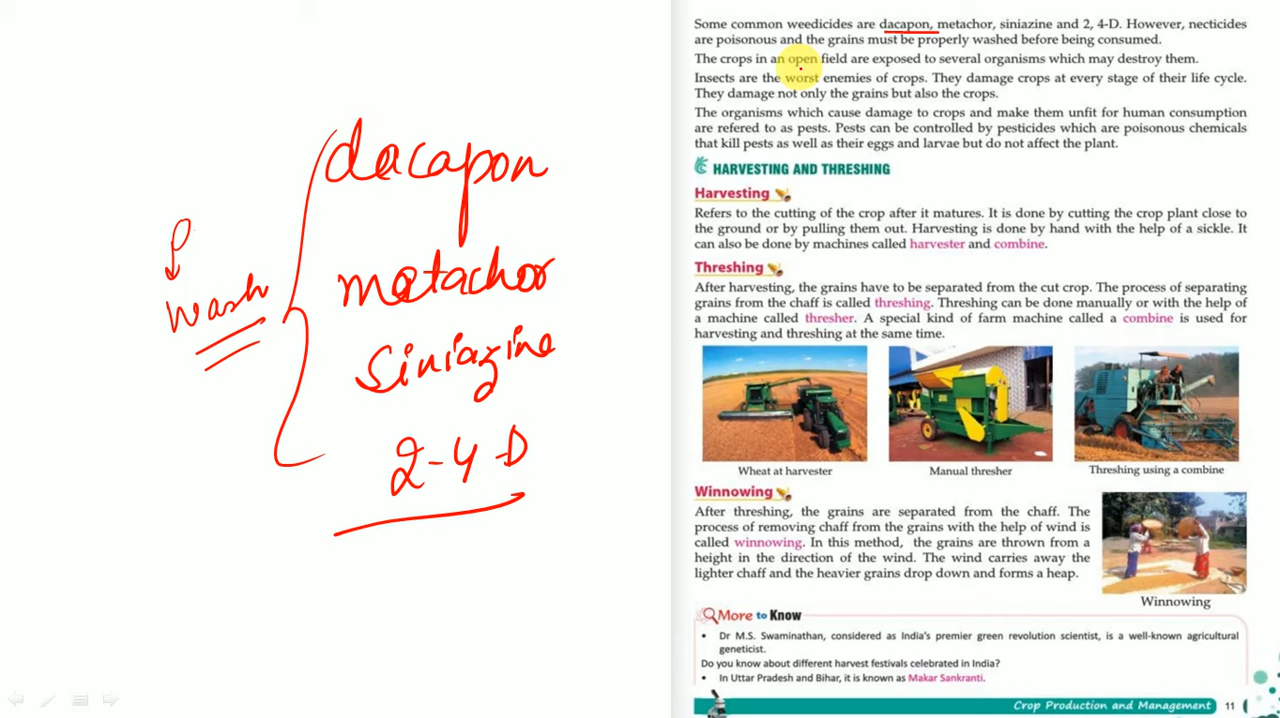 dacapon
metachor
siniazine
2-4-D
P
wash
Some common weedicides are dacapon, metachor, siniazine and 2, 4-D. However, necticides
are poisonous and the grains must be properly washed before being consumed.
The crops in an open field are exposed to several organisms which may destroy them.
Insects are the worst enemies of crops. They damage crops at every stage of their life cycle.
They damage not only the grains but also the crops.
The organisms which cause damage to crops and make them unfit for human consumption
are refered to as pests. Pests can be controlled by pesticides which are poisonous chemicals
that kill pests as well as their eggs and larvae but do not affect the plant.
HARVESTING AND THRESHING
Harvesting
Refers to the cutting of the crop after it matures. It is done by cutting the crop plant close to
the ground or by pulling them out. Harvesting is done by hand with the help of a sickle. It
can also be done by machines called harvester and combine.
Threshing
After harvesting, the grains have to be separated from the cut crop. The process of separating
grains from the chaff is called threshing. Threshing can be done manually or with the help of
a machine called thresher. A special kind of farm machine called a combine is used for
harvesting and threshing at the same time.
Wheat at harvester
Manual thresher
Threshing using a combine
Winnowing
After threshing, the grains are separated from the chaff. The
process of removing chaff from the grains with the help of wind is
called winnowing. In this method, the grains are thrown from a
height in the direction of the wind. The wind carries away the
lighter chaff and the heavier grains drop down and forms a heap.
Winnowing
More to Know
• Dr M.S. Swaminathan, considered as India's premier green revolution scientist, is a well-known agricultural
geneticist.
Do you know about different harvest festivals celebrated in India?
• In Uttar Pradesh and Bihar, it is known as Makar Sankranti.
Crop Production and Management 11